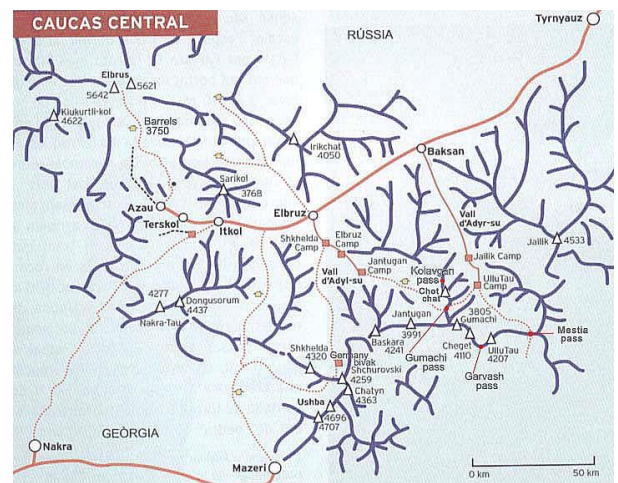 CAUCAS CENTRAL
RÚSSIA
Tyrnyauz
Elbrus
5621
5642
Kiukurtli-kol
4622
Barrels
3750
Irikchat
4050
Baksan
Sarikol
3768
Azau
Terskol
Itkol
Elbruz
Vall
d'Adyr-su
Jailik
4533
Shkhelda
Camp
Elbruz
Camp
Jantugan
Camp
Vall
d'Adyl-su
Jailik Camp
UlluTau
Camp
Kolavgan
pass
Chot
chat
4277
Dongusorum
4437
Nakra-Tau
Jantugan
3991
3805
Gumachi
Mestia
pass
Baskara
4241
Gumachi
pass
Cheget
4110
UlluTau
4207
Garvash
pass
Shkhelda
4320
Germany
bivak
Shchurovski
4259
Chatyn
4363
Ushba
4696
4707
GEÒRGIA
Nakra
Mazeri
0 km
50 km